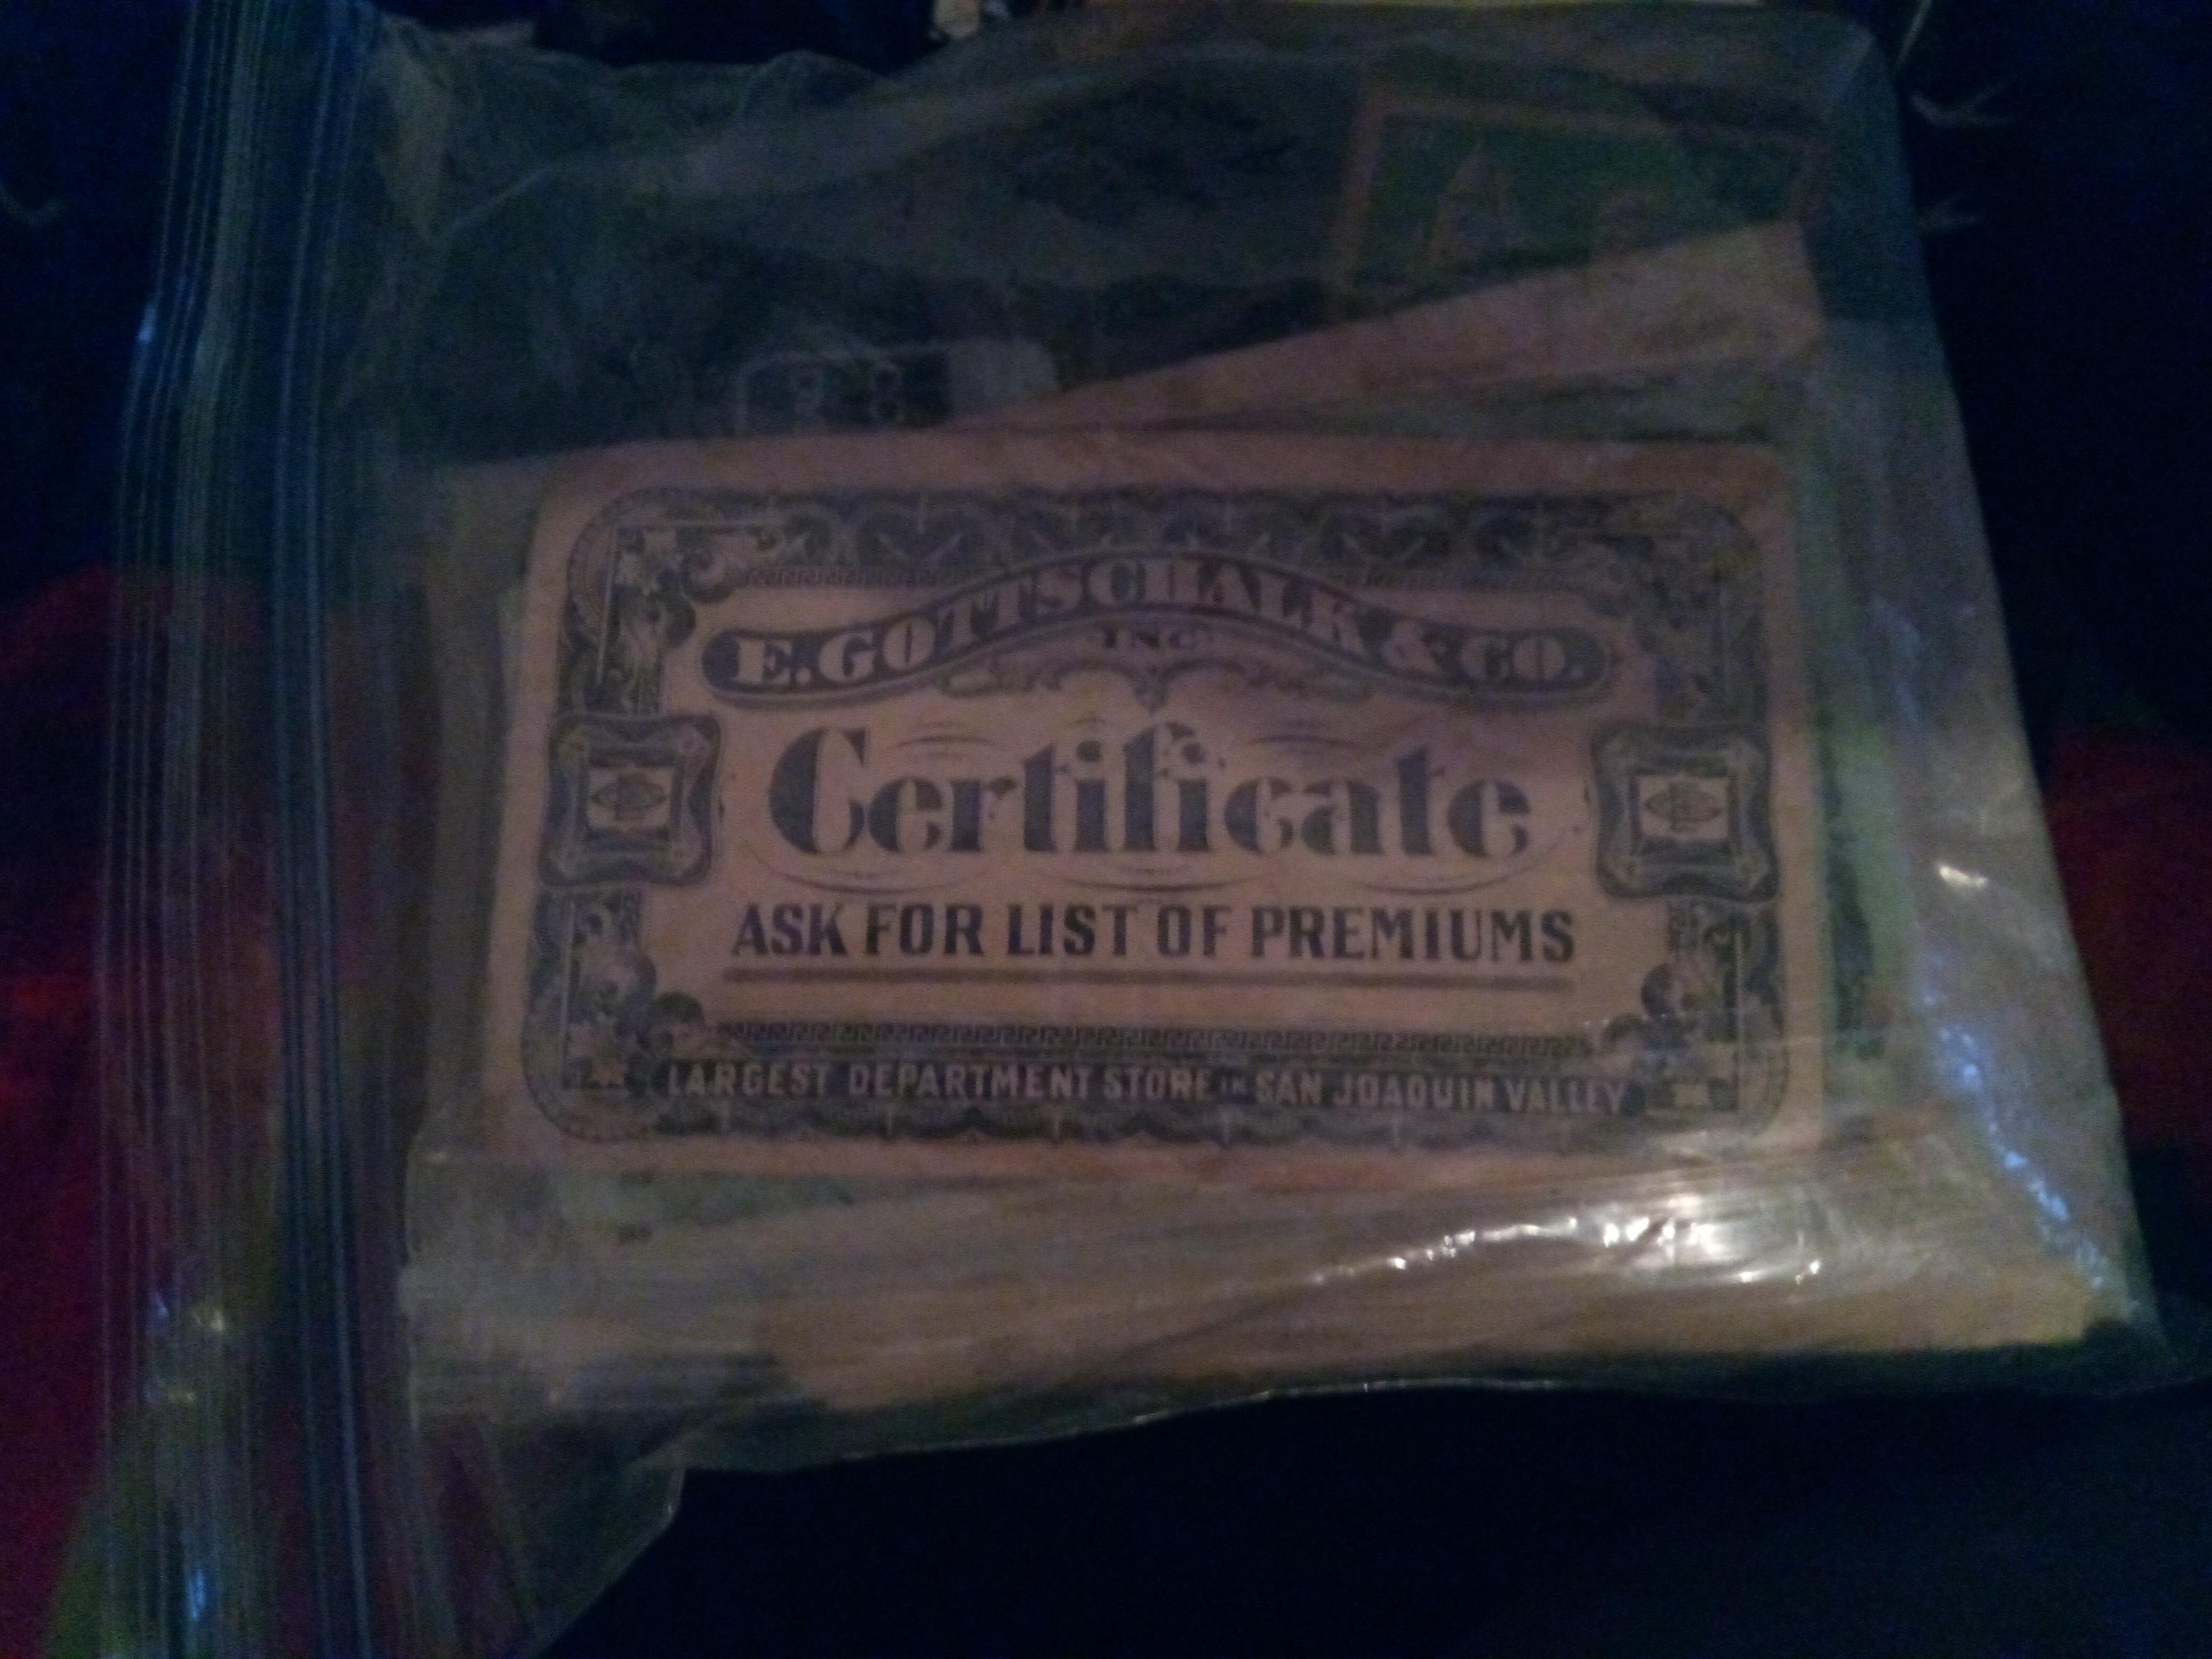 E. GOTTSCHALK & CO.
INC
Certificate
ASK FOR LIST OF PREMIUMS
LARGEST DEPARTMENT STORE IN SAN JOAQUIN VALLEY